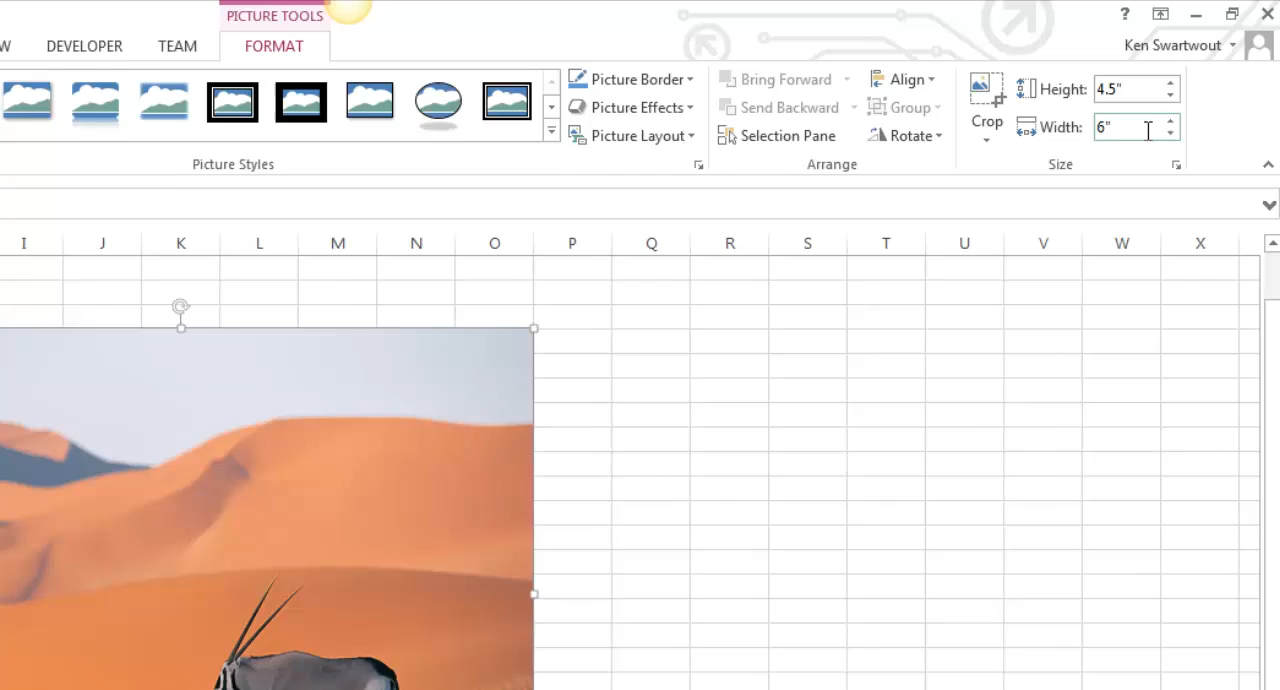 PICTURE TOOLS
?
W DEVELOPER TEAM FORMAT
Ken Swartwout
Picture Border
Picture Effects
Picture Layout
Bring Forward
Send Backward
Selection Pane
Align
Group
Rotate
Crop
Height: 4.5"
Width: 6"
Picture Styles
Arrange
Size
I J K L M N O P Q R S T U V W X